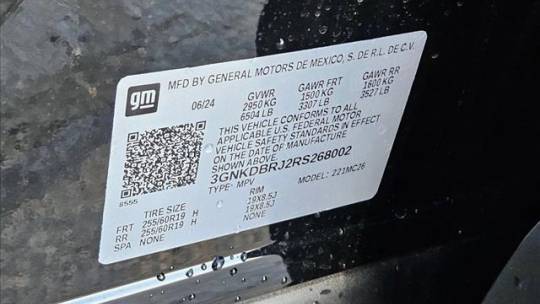 gm
MFD BY GENERAL MOTORS DE MEXICO, S. DE R.L. DE C.V.
06/24 GVWR GAWR FRT GAWR RR
2950 KG 1500 KG 1600 KG
6504 LB 3307 LB 3527 LB
THIS VEHICLE CONFORMS TO ALL
APPLICABLE U.S. FEDERAL MOTOR
VEHICLE SAFETY STANDARDS IN EFFECT
ON THE DATE OF MANUFACTURE
SHOWN ABOVE.
3GNKDBRJ2RS268002
TYPE: MPV MODEL: 221MC26
8555
TIRE SIZE RIM
FRT 255/60R19 H 19X8.5J
RR 255/60R19 H 19X8.5J
SPA NONE NONE